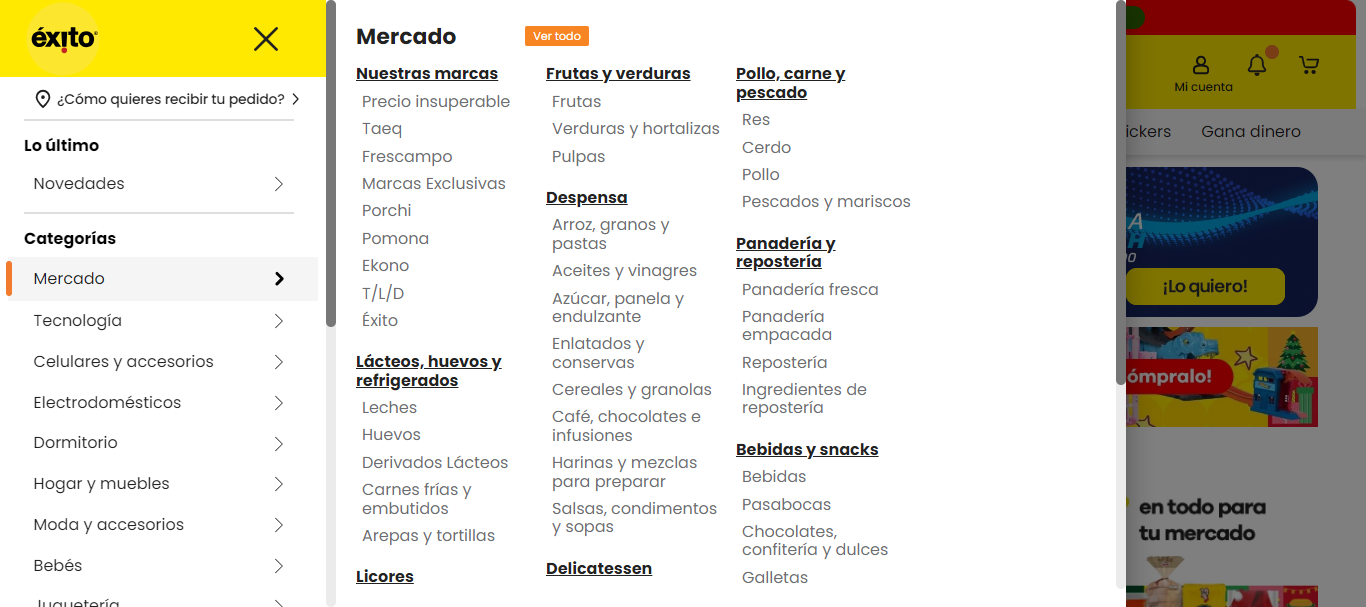 éxito
¿Cómo quieres recibir tu pedido?
Lo último
Novedades
Categorías
Mercado
Tecnología
Celulares y accesorios
Electrodomésticos
Dormitorio
Hogar y muebles
Moda y accesorios
Bebés
Juguetería
Mercado
Ver todo
Nuestras marcas
Precio insuperable
Taeq
Frescampo
Marcas Exclusivas
Porchi
Pomona
Ekono
T/L/D
Éxito
Lácteos, huevos y
refrigerados
Leches
Huevos
Derivados Lácteos
Carnes frías y
embutidos
Arepas y tortillas
Licores
Frutas y verduras
Frutas
Verduras y hortalizas
Pulpas
Despensa
Arroz, granos y
pastas
Aceites y vinagres
Azúcar, panela y
endulzante
Enlatados y
conservas
Cereales y granolas
Café, chocolates e
infusiones
Harinas y mezclas
para preparar
Salsas, condimentos
y sopas
Delicatessen
Pollo, carne y
pescado
Res
Cerdo
Pollo
Pescados y mariscos
Panadería y
repostería
Panadería fresca
Panadería
empacada
Repostería
Ingredientes de
repostería
Bebidas y snacks
Bebidas
Pasabocas
Chocolates,
confitería y dulces
Galletas
Mi cuenta
ickers
Gana dinero
A
H
00
¡Lo quiero!
ómpralo!
en todo para
tu mercado